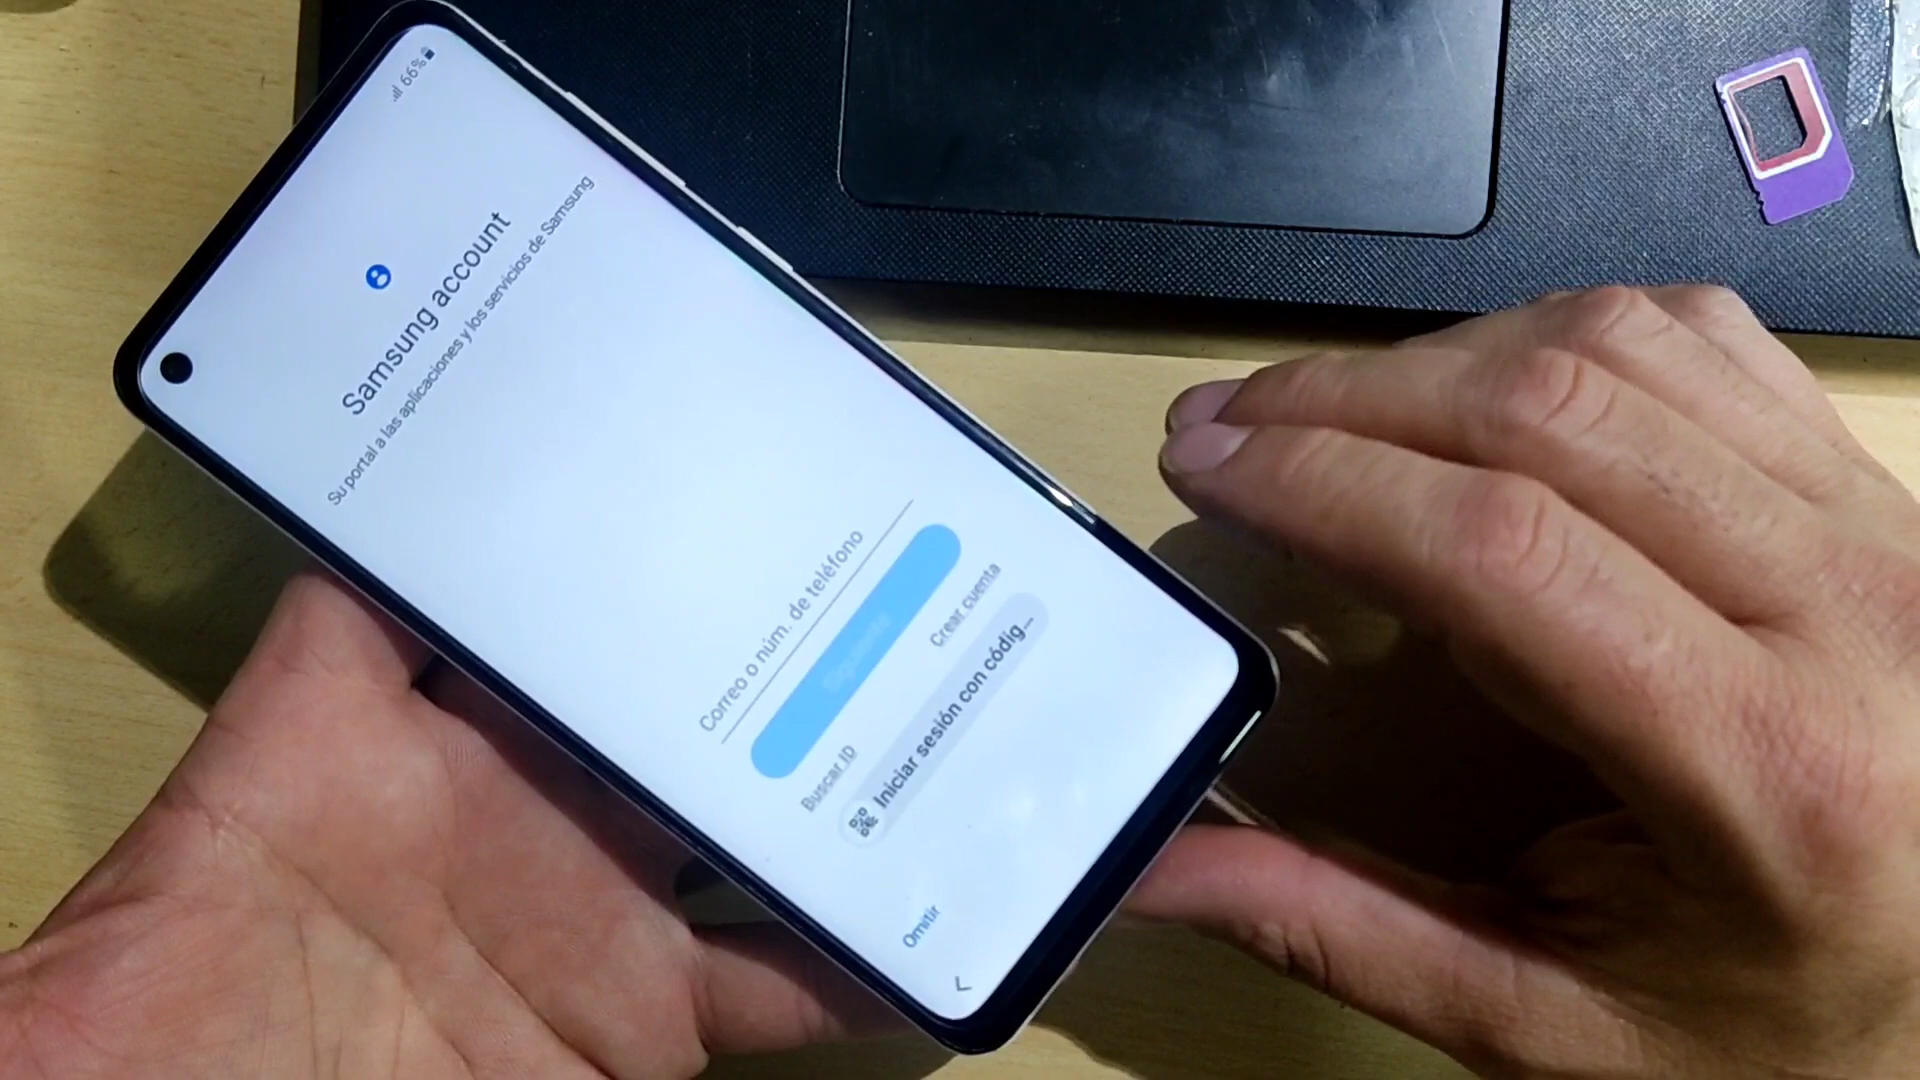 66%
Samsung account
Su portal a las aplicaciones y los servicios de Samsung
Correo o núm. de teléfono
Siguiente
Buscar ID
Crear cuenta
Iniciar sesión con códig...
Omitir